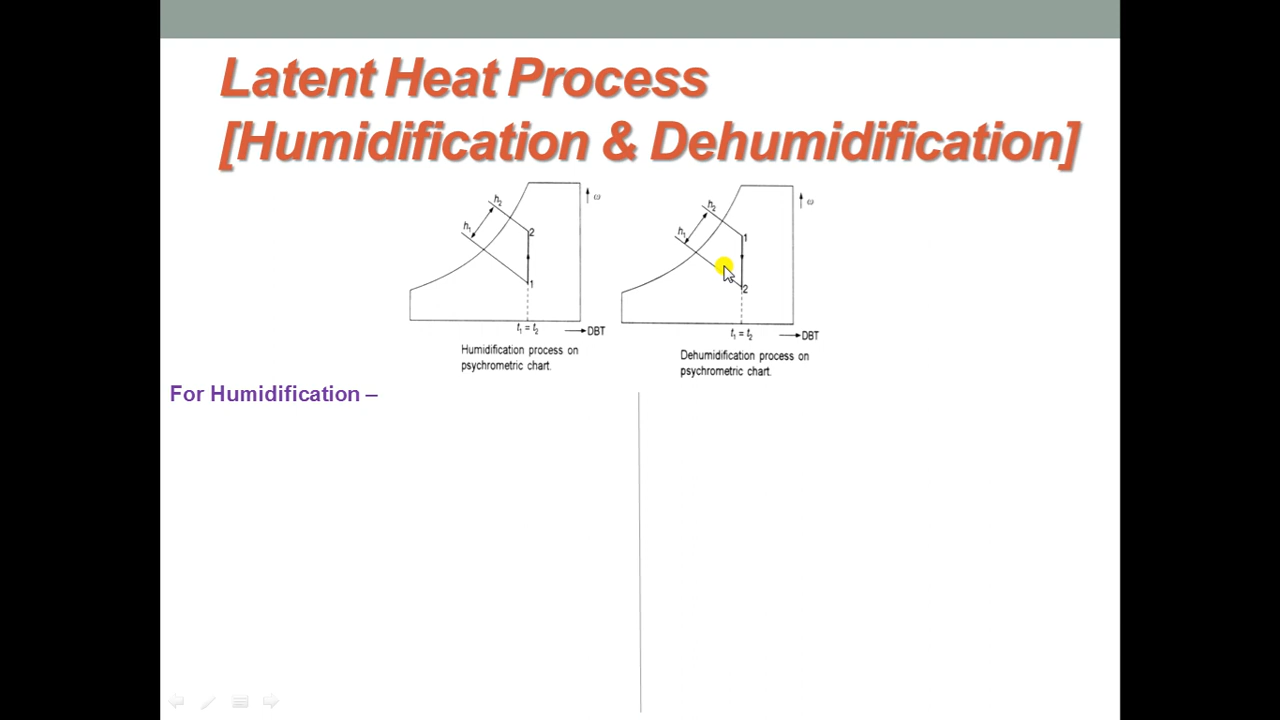 Latent Heat Process
[Humidification & Dehumidification]
h₂
ω
h₁
2
1
t₁ = t₂
DBT
Humidification process on
psychrometric chart.
h₂
ω
h₁
1
2
t₁ = t₂
DBT
Dehumidification process on
psychrometric chart.
For Humidification –